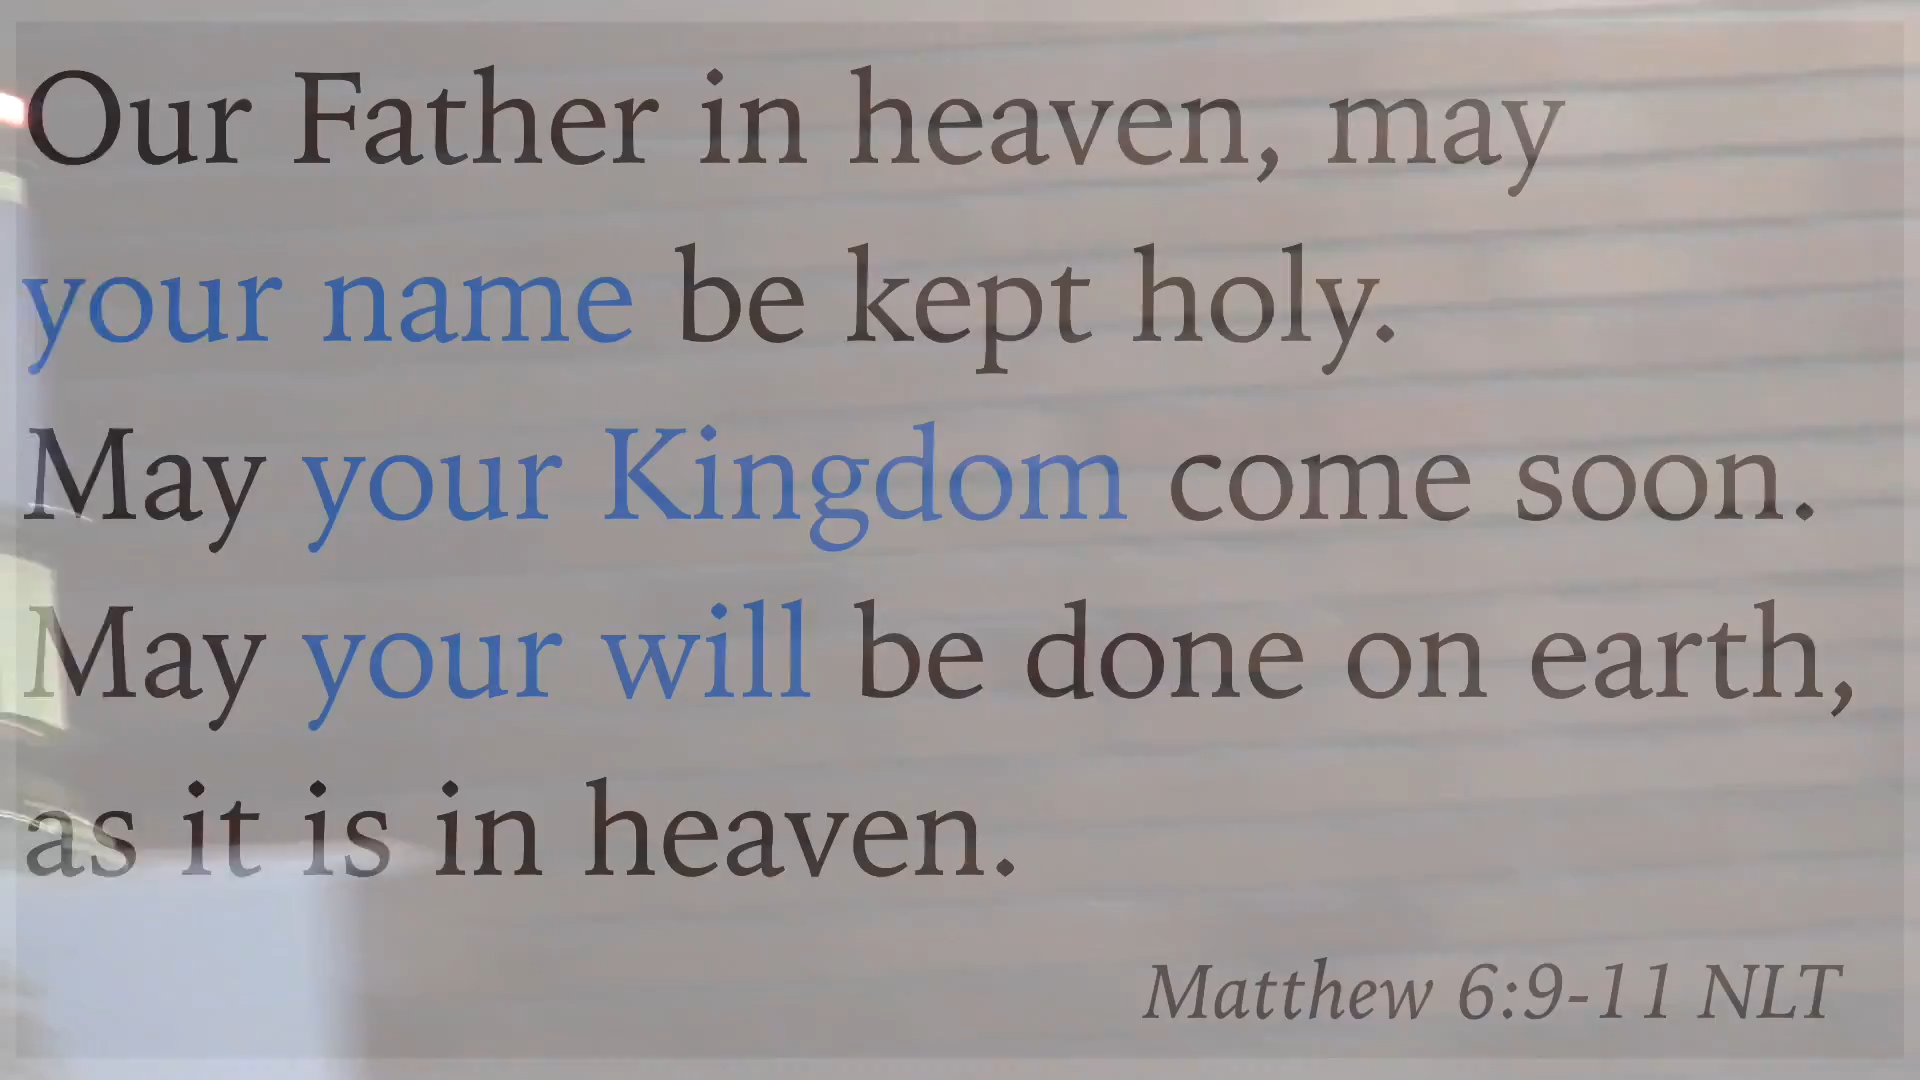 Our Father in heaven, may
your name be kept holy.
May your Kingdom come soon.
May your will be done on earth,
as it is in heaven.
Matthew 6:9-11 NLT